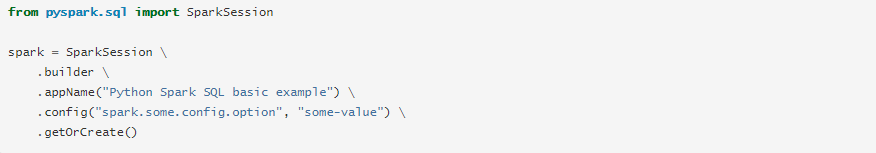 from pyspark.sql import SparkSession
spark = SparkSession \
    .builder \
    .appName("Python Spark SQL basic example") \
    .config("spark.some.config.option", "some-value") \
    .getOrCreate()